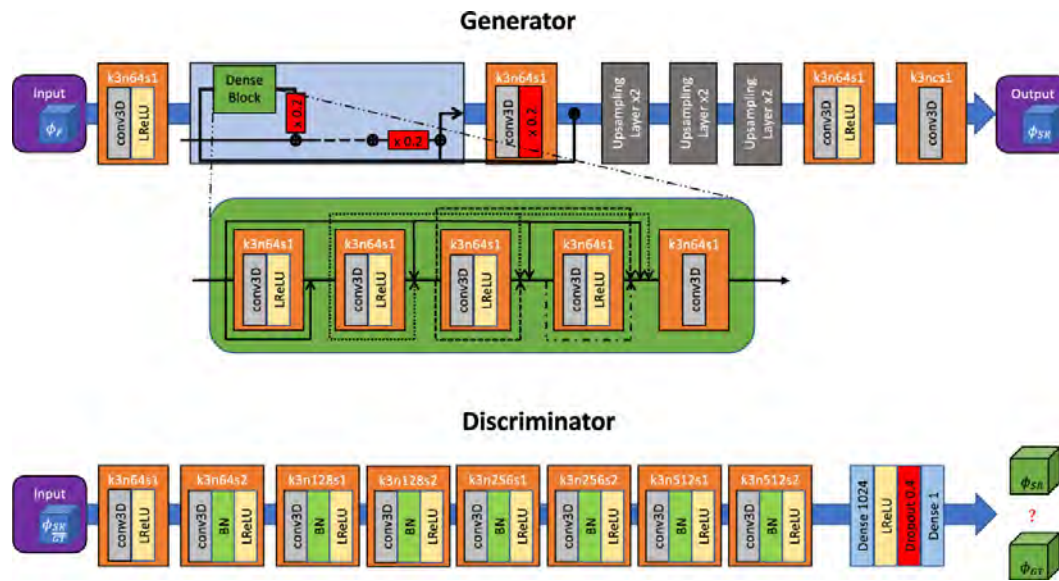 Generator
Input
ϕF
k3n64s1
conv3D
LReLU
Dense
Block
x 0.2
x 0.2
k3n64s1
conv3D
x 0.2
Upsampling
Layer x2
Upsampling
Layer x2
Upsampling
Layer x2
k3n64s1
conv3D
LReLU
k3ncs1
conv3D
Output
ϕSR
k3n64s1
conv3D
LReLU
k3n64s1
conv3D
LReLU
k3n64s1
conv3D
LReLU
k3n64s1
conv3D
LReLU
k3n64s1
conv3D
Discriminator
Input
ϕSR
GT
k3n64s1
conv3D
LReLU
k3n64s2
conv3D
BN
LReLU
k3n128s1
conv3D
BN
LReLU
k3n128s2
conv3D
BN
LReLU
k3n256s1
conv3D
BN
LReLU
k3n256s2
conv3D
BN
LReLU
k3n512s1
conv3D
BN
LReLU
k3n512s2
conv3D
BN
LReLU
Dense 1024
LReLU
Dropout 0.4
Dense 1
ϕSR
?
ϕGT